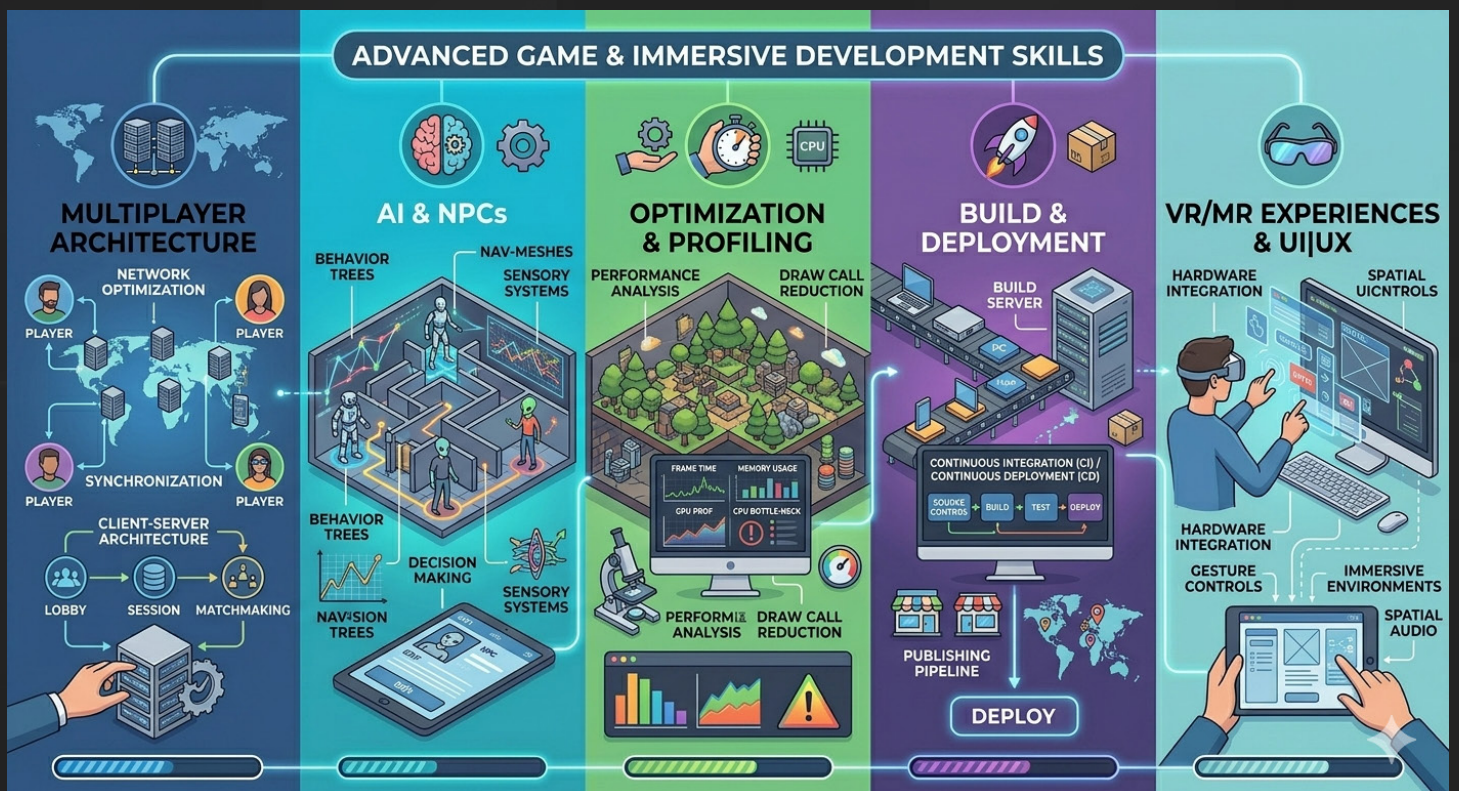 ADVANCED GAME & IMMERSIVE DEVELOPMENT SKILLS
MULTIPLAYER
ARCHITECTURE
NETWORK
OPTIMIZATION
PLAYER
PLAYER
PLAYER
SYNCHRONIZATION
PLAYER
CLIENT-SERVER
ARCHITECTURE
LOBBY
SESSION
MATCHMAKING
AI & NPCs
BEHAVIOR
TREES
NAV-MESHES
SENSORY
SYSTEMS
BEHAVIOR
TREES
DECISION
MAKING
NAVISION
TREES
SENSORY
SYSTEMS
NPC
CPU
OPTIMIZATION
& PROFILING
PERFORMANCE
ANALYSIS
DRAW CALL
REDUCTION
FRAME TIME
MEMORY USAGE
GPU PROF
CPU BOTTLE-NECK
ANALYSIS
DRAW CALL
REDUCTION
BUILD &
DEPLOYMENT
BUILD
SERVER
PC
CONTINUOUS INTEGRATION (CI) /
CONTINUOUS DEPLOYMENT (CD)
SOUDKE
CONTRDS
BUILD
TEST
OEPLOY
PUBLISHING
PIPELINE
DEPLOY
VR/MR EXPERIENCES
& UI|UX
HARDWARE
INTEGRATION
SPATIAL
UICNTROLS
HARDWARE
INTEGRATION
GESTURE
CONTROLS
IMMERSIVE
ENVIRONMENTS
SPATIAL
AUDIO